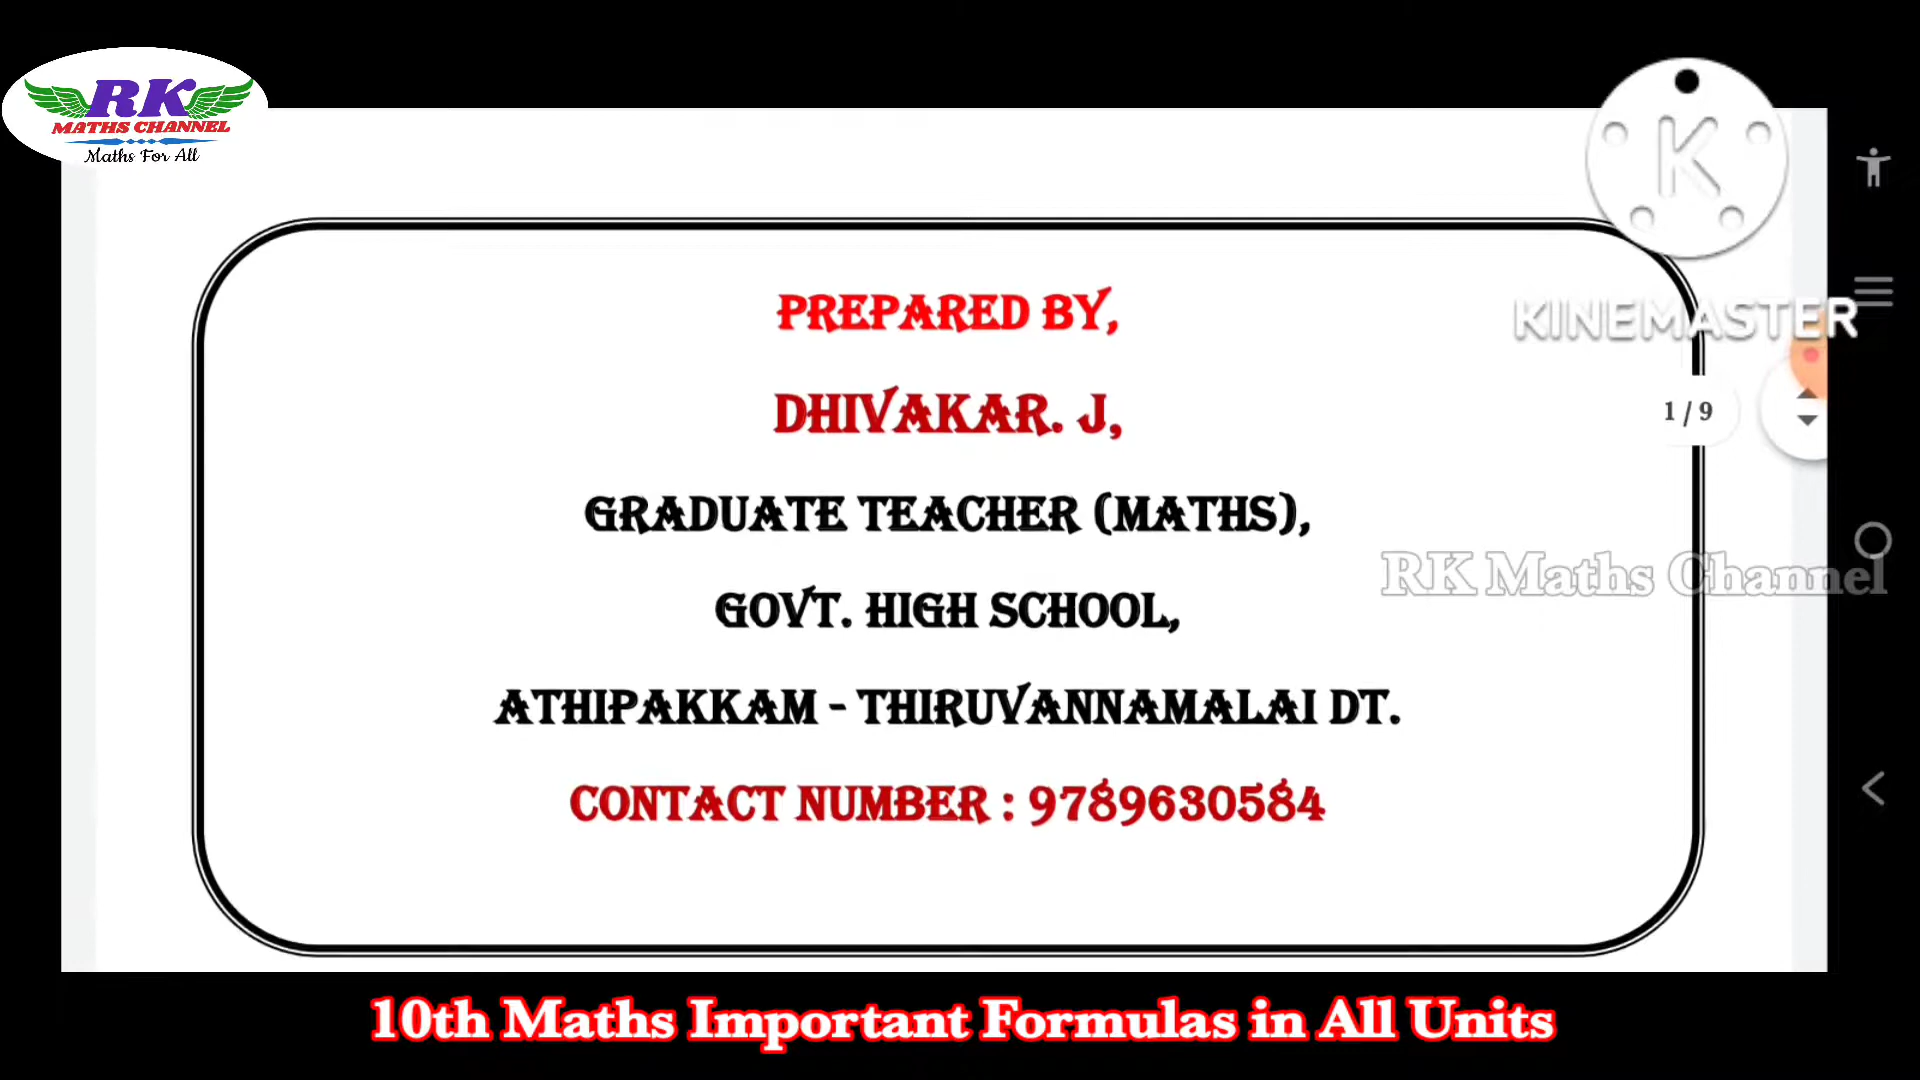 RK
MATHS CHANNEL
Maths For All
K
KINEMASTER
PREPARED BY,
DHIVAKAR. J,
1 / 9
GRADUATE TEACHER (MATHS),
RK Maths Channel
GOVT. HIGH SCHOOL,
ATHIPAKKAM - THIRUVANNAMALAI DT.
CONTACT NUMBER : 9789630584
10th Maths Important Formulas in All Units